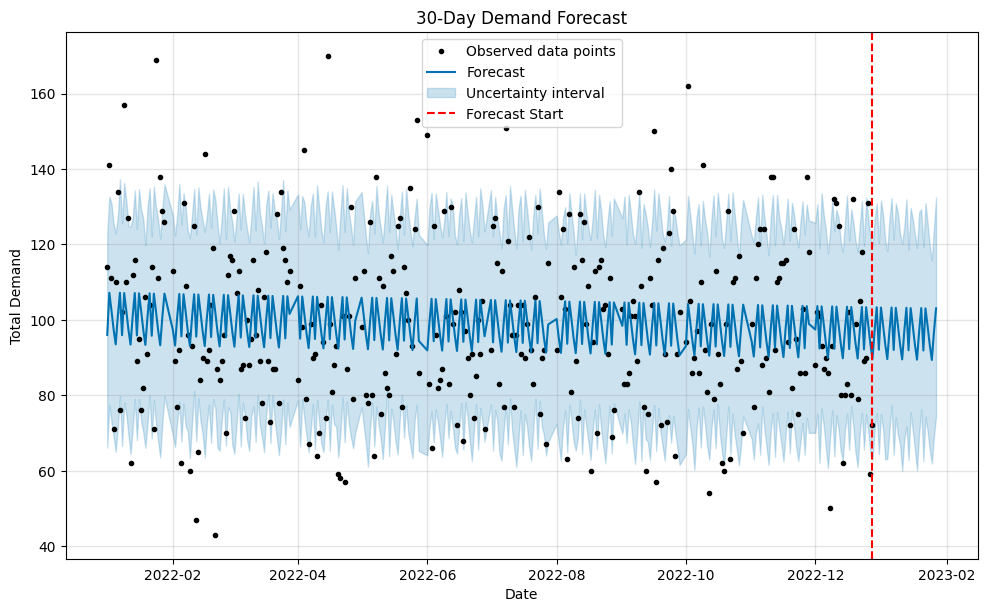 30-Day Demand Forecast
Observed data points
Forecast
Uncertainty interval
Forecast Start
Total Demand
160
140
120
100
80
60
40
2022-02
2022-04
2022-06
2022-08
2022-10
2022-12
2023-02
Date